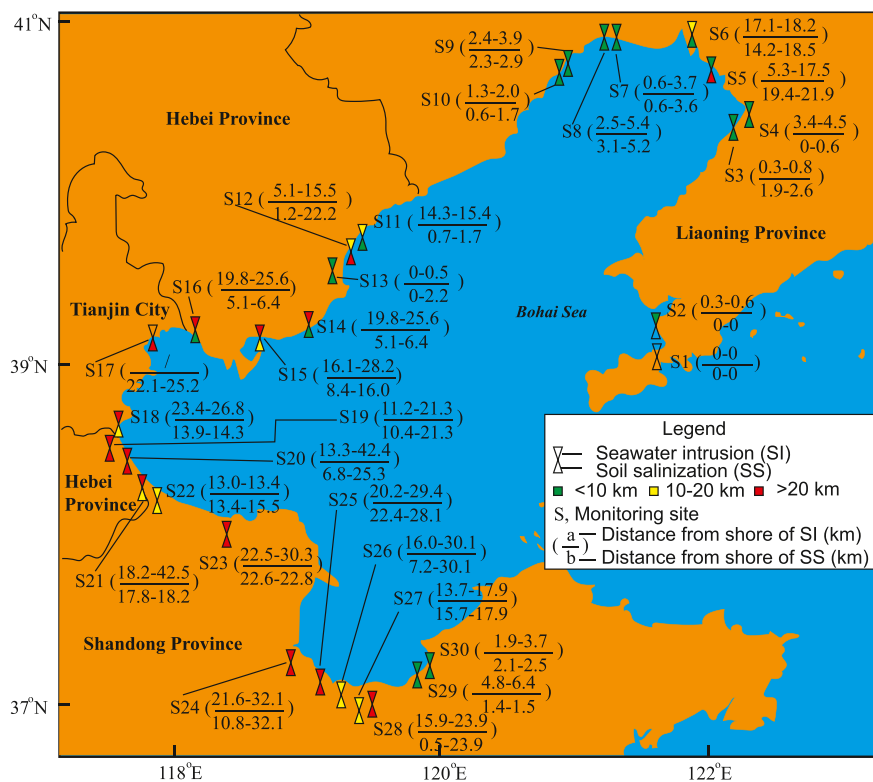 41°N
39°N
37°N
118°E
120°E
122°E
Hebei Province
Tianjin City
Hebei
Province
Shandong Province
Liaoning Province
Bohai Sea
S9 (2.4-3.9
2.3-2.9)
S10 (1.3-2.0
0.6-1.7)
S8 (2.5-5.4
3.1-5.2)
S7 (0.6-3.7
0.6-3.6)
S6 (17.1-18.2
14.2-18.5)
S5 (5.3-17.5
19.4-21.9)
S4 (3.4-4.5
0-0.6)
S3 (0.3-0.8
1.9-2.6)
S2 (0.3-0.6
0-0)
S1 (0-0
0-0)
S12 (5.1-15.5
1.2-22.2)
S11 (14.3-15.4
0.7-1.7)
S13 (0-0.5
0-2.2)
S16 (19.8-25.6
5.1-6.4)
S14 (19.8-25.6
5.1-6.4)
S15 (16.1-28.2
8.4-16.0)
S17 (/
22.1-25.2)
S18 (23.4-26.8
13.9-14.3)
S19 (11.2-21.3
10.4-21.3)
S20 (13.3-42.4
6.8-25.3)
S22 (13.0-13.4
13.4-15.5)
S25 (20.2-29.4
22.4-28.1)
S21 (18.2-42.5
17.8-18.2)
S23 (22.5-30.3
22.6-22.8)
S26 (16.0-30.1
7.2-30.1)
S27 (13.7-17.9
15.7-17.9)
S30 (1.9-3.7
2.1-2.5)
S29 (4.8-6.4
1.4-1.5)
S24 (21.6-32.1
10.8-32.1)
S28 (15.9-23.9
0.5-23.9)
Legend
Seawater intrusion (SI)
Soil salinization (SS)
<10 km 10-20 km >20 km
S, Monitoring site
(a Distance from shore of SI (km)
b) Distance from shore of SS (km)